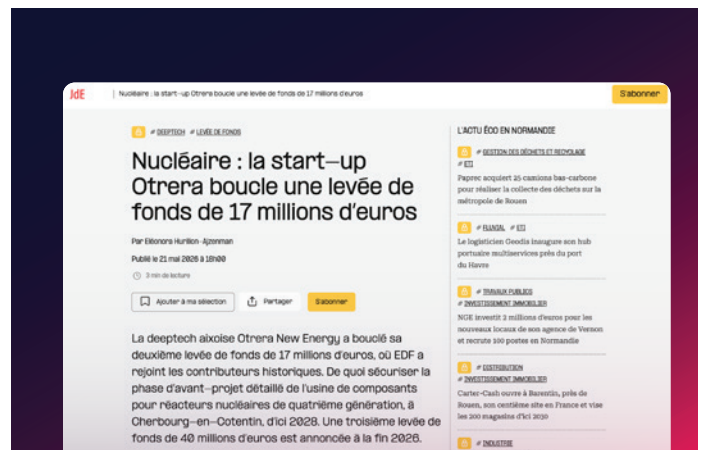 JdE
Nucléaire : la start-up Otrera boucle une levée de fonds de 17 millions d'euros
S'abonner
# DEEPTECH # LEVÉE DE FONDS
Nucléaire : la start-up
Otrera boucle une levée de
fonds de 17 millions d'euros
Par Eléonora Hurillon-Ajzenman
Publié le 21 mai 2026 à 18h00
3 min de lecture
Ajouter à ma sélection
Partager
S'abonner
La deeptech aixoise Otrera New Energy a bouclé sa
deuxième levée de fonds de 17 millions d'euros, où EDF a
rejoint les contributeurs historiques. De quoi sécuriser la
phase d'avant-projet détaillé de l'usine de composants
pour réacteurs nucléaires de quatrième génération, à
Cherbourg-en-Cotentin, d'ici 2028. Une troisième levée de
fonds de 40 millions d'euros est annoncée à la fin 2026.
L'ACTU ÉCO EN NORMANDIE
# GESTION DES DÉCHETS ET RECYCLAGE
# ETI
Paprec acquiert 25 camions bas-carbone
pour réaliser la collecte des déchets sur la
métropole de Rouen
# FLUVIAL # ETI
Le logisticien Geodis inaugure son hub
portuaire multiservices près du port
du Havre
# TRAVAUX PUBLICS
# INVESTISSEMENT IMMOBILIER
NGE investit 2 millions d'euros pour les
nouveaux locaux de son agence de Vernon
et recrute 100 postes en Normandie
# DISTRIBUTION
# INVESTISSEMENT IMMOBILIER
Carter-Cash ouvre à Barentin, près de
Rouen, son centième site en France et vise
les 200 magasins d'ici 2030
# INDUSTRIE